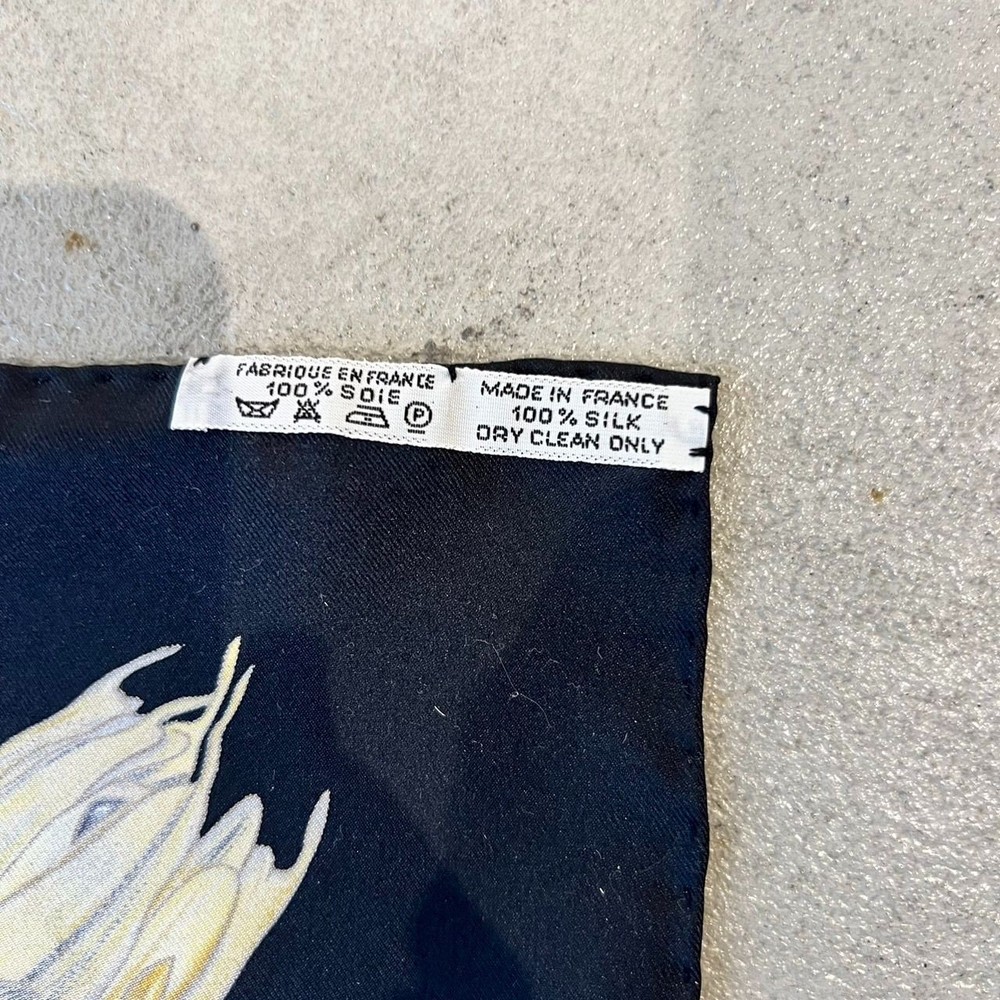 FABRIQUE EN FRANCE
100% SOIE
P
MADE IN FRANCE
100% SILK
DRY CLEAN ONLY